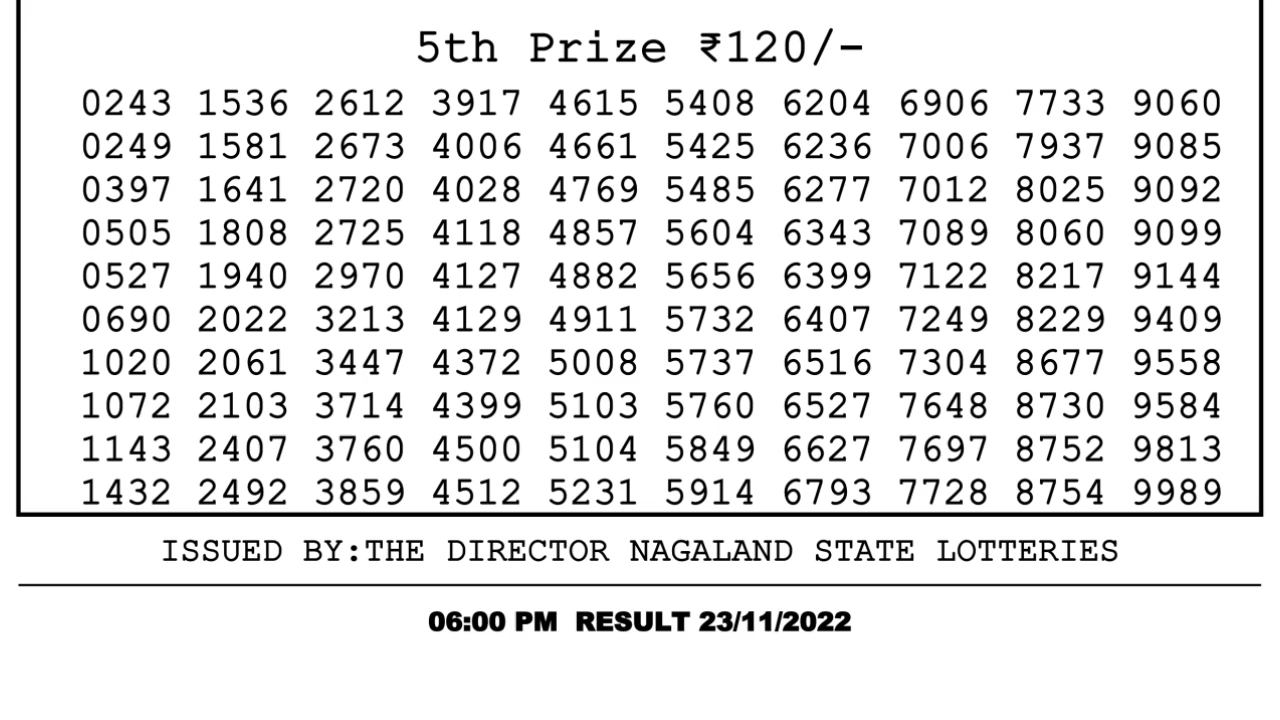 5th Prize ₹120/-
0243 1536 2612 3917 4615 5408 6204 6906 7733 9060
0249 1581 2673 4006 4661 5425 6236 7006 7937 9085
0397 1641 2720 4028 4769 5485 6277 7012 8025 9092
0505 1808 2725 4118 4857 5604 6343 7089 8060 9099
0527 1940 2970 4127 4882 5656 6399 7122 8217 9144
0690 2022 3213 4129 4911 5732 6407 7249 8229 9409
1020 2061 3447 4372 5008 5737 6516 7304 8677 9558
1072 2103 3714 4399 5103 5760 6527 7648 8730 9584
1143 2407 3760 4500 5104 5849 6627 7697 8752 9813
1432 2492 3859 4512 5231 5914 6793 7728 8754 9989
ISSUED BY:THE DIRECTOR NAGALAND STATE LOTTERIES
06:00 PM RESULT 23/11/2022